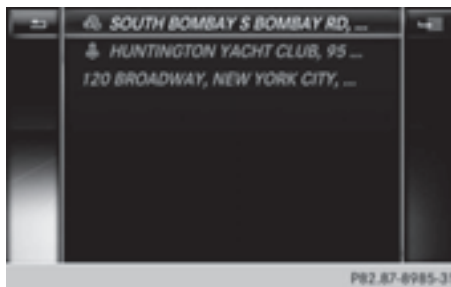 SOUTH BOMBAY S BOMBAY RD, ...
HUNTINGTON YACHT CLUB, 95 ...
120 BROADWAY, NEW YORK CITY, ...
P82.87-8985-31